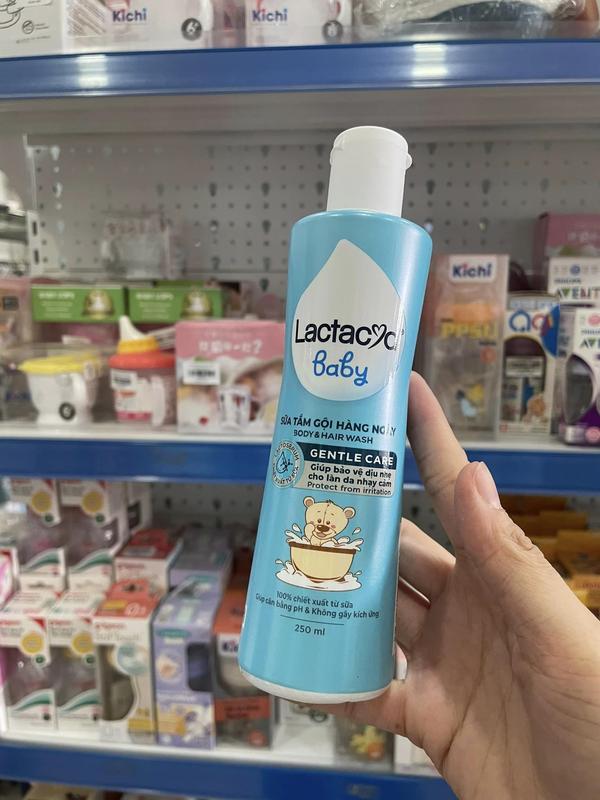 Kichi
Kichi
Kichi
PPSU
Lactacyd
baby
SỮA TẮM GỘI HÀNG NGÀY
BODY & HAIR WASH
GENTLE CARE
Giúp bảo vệ dịu nhẹ
cho làn da nhạy cảm
Protect from irritation
100% chiết xuất từ sữa
Giúp cân bằng pH & Không gây kích ứng
250 ml